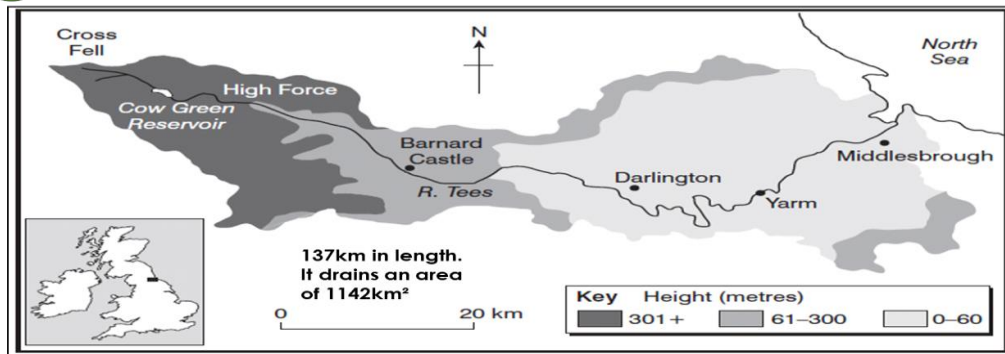 Cross
Fell
N
North
Sea
High Force
Cow Green
Reservoir
Barnard
Castle
Middlesbrough
Darlington
R. Tees
Yarm
137km in length.
It drains an area
of 1142km²
0
20 km
Key Height (metres)
301+ 61–300 0–60